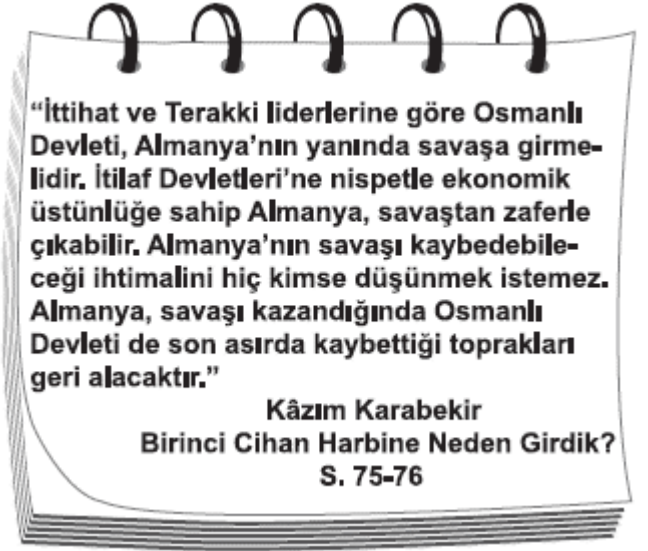 “İttihat ve Terakki liderlerine göre Osmanlı
Devleti, Almanya’nın yanında savaşa girme-
lidir. İtilaf Devletleri’ne nispetle ekonomik
üstünlüğe sahip Almanya, savaştan zaferle
çıkabilir. Almanya’nın savaşı kaybedebile-
ceği ihtimalini hiç kimse düşünmek istemez.
Almanya, savaşı kazandığında Osmanlı
Devleti de son asırda kaybettiği toprakları
geri alacaktır.”
Kâzım Karabekir
Birinci Cihan Harbine Neden Girdik?
S. 75-76